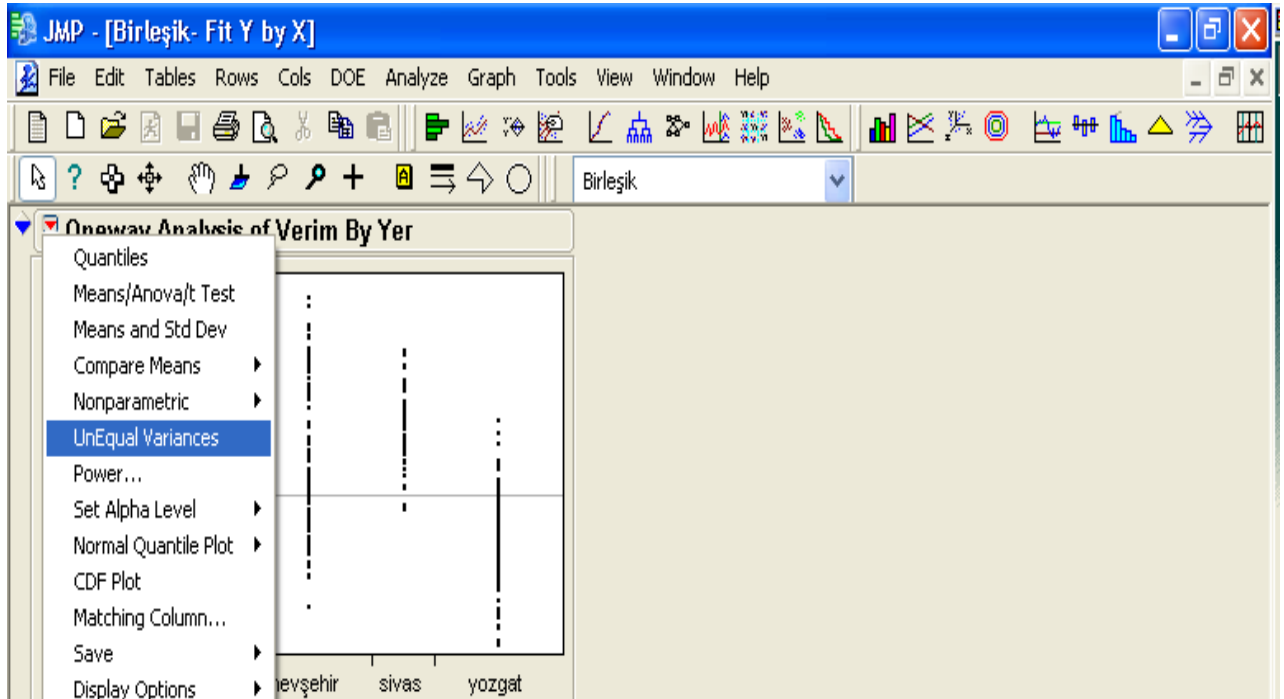 JMP - [Birleşik- Fit Y by X]
File Edit Tables Rows Cols DOE Analyze Graph Tools View Window Help
Birleşik
Oneway Analysis of Verim By Yer
Quantiles
Means/Anova/t Test
Means and Std Dev
Compare Means
Nonparametric
UnEqual Variances
Power...
Set Alpha Level
Normal Quantile Plot
CDF Plot
Matching Column...
Save
Display Options
nevşehir sivas yozgat